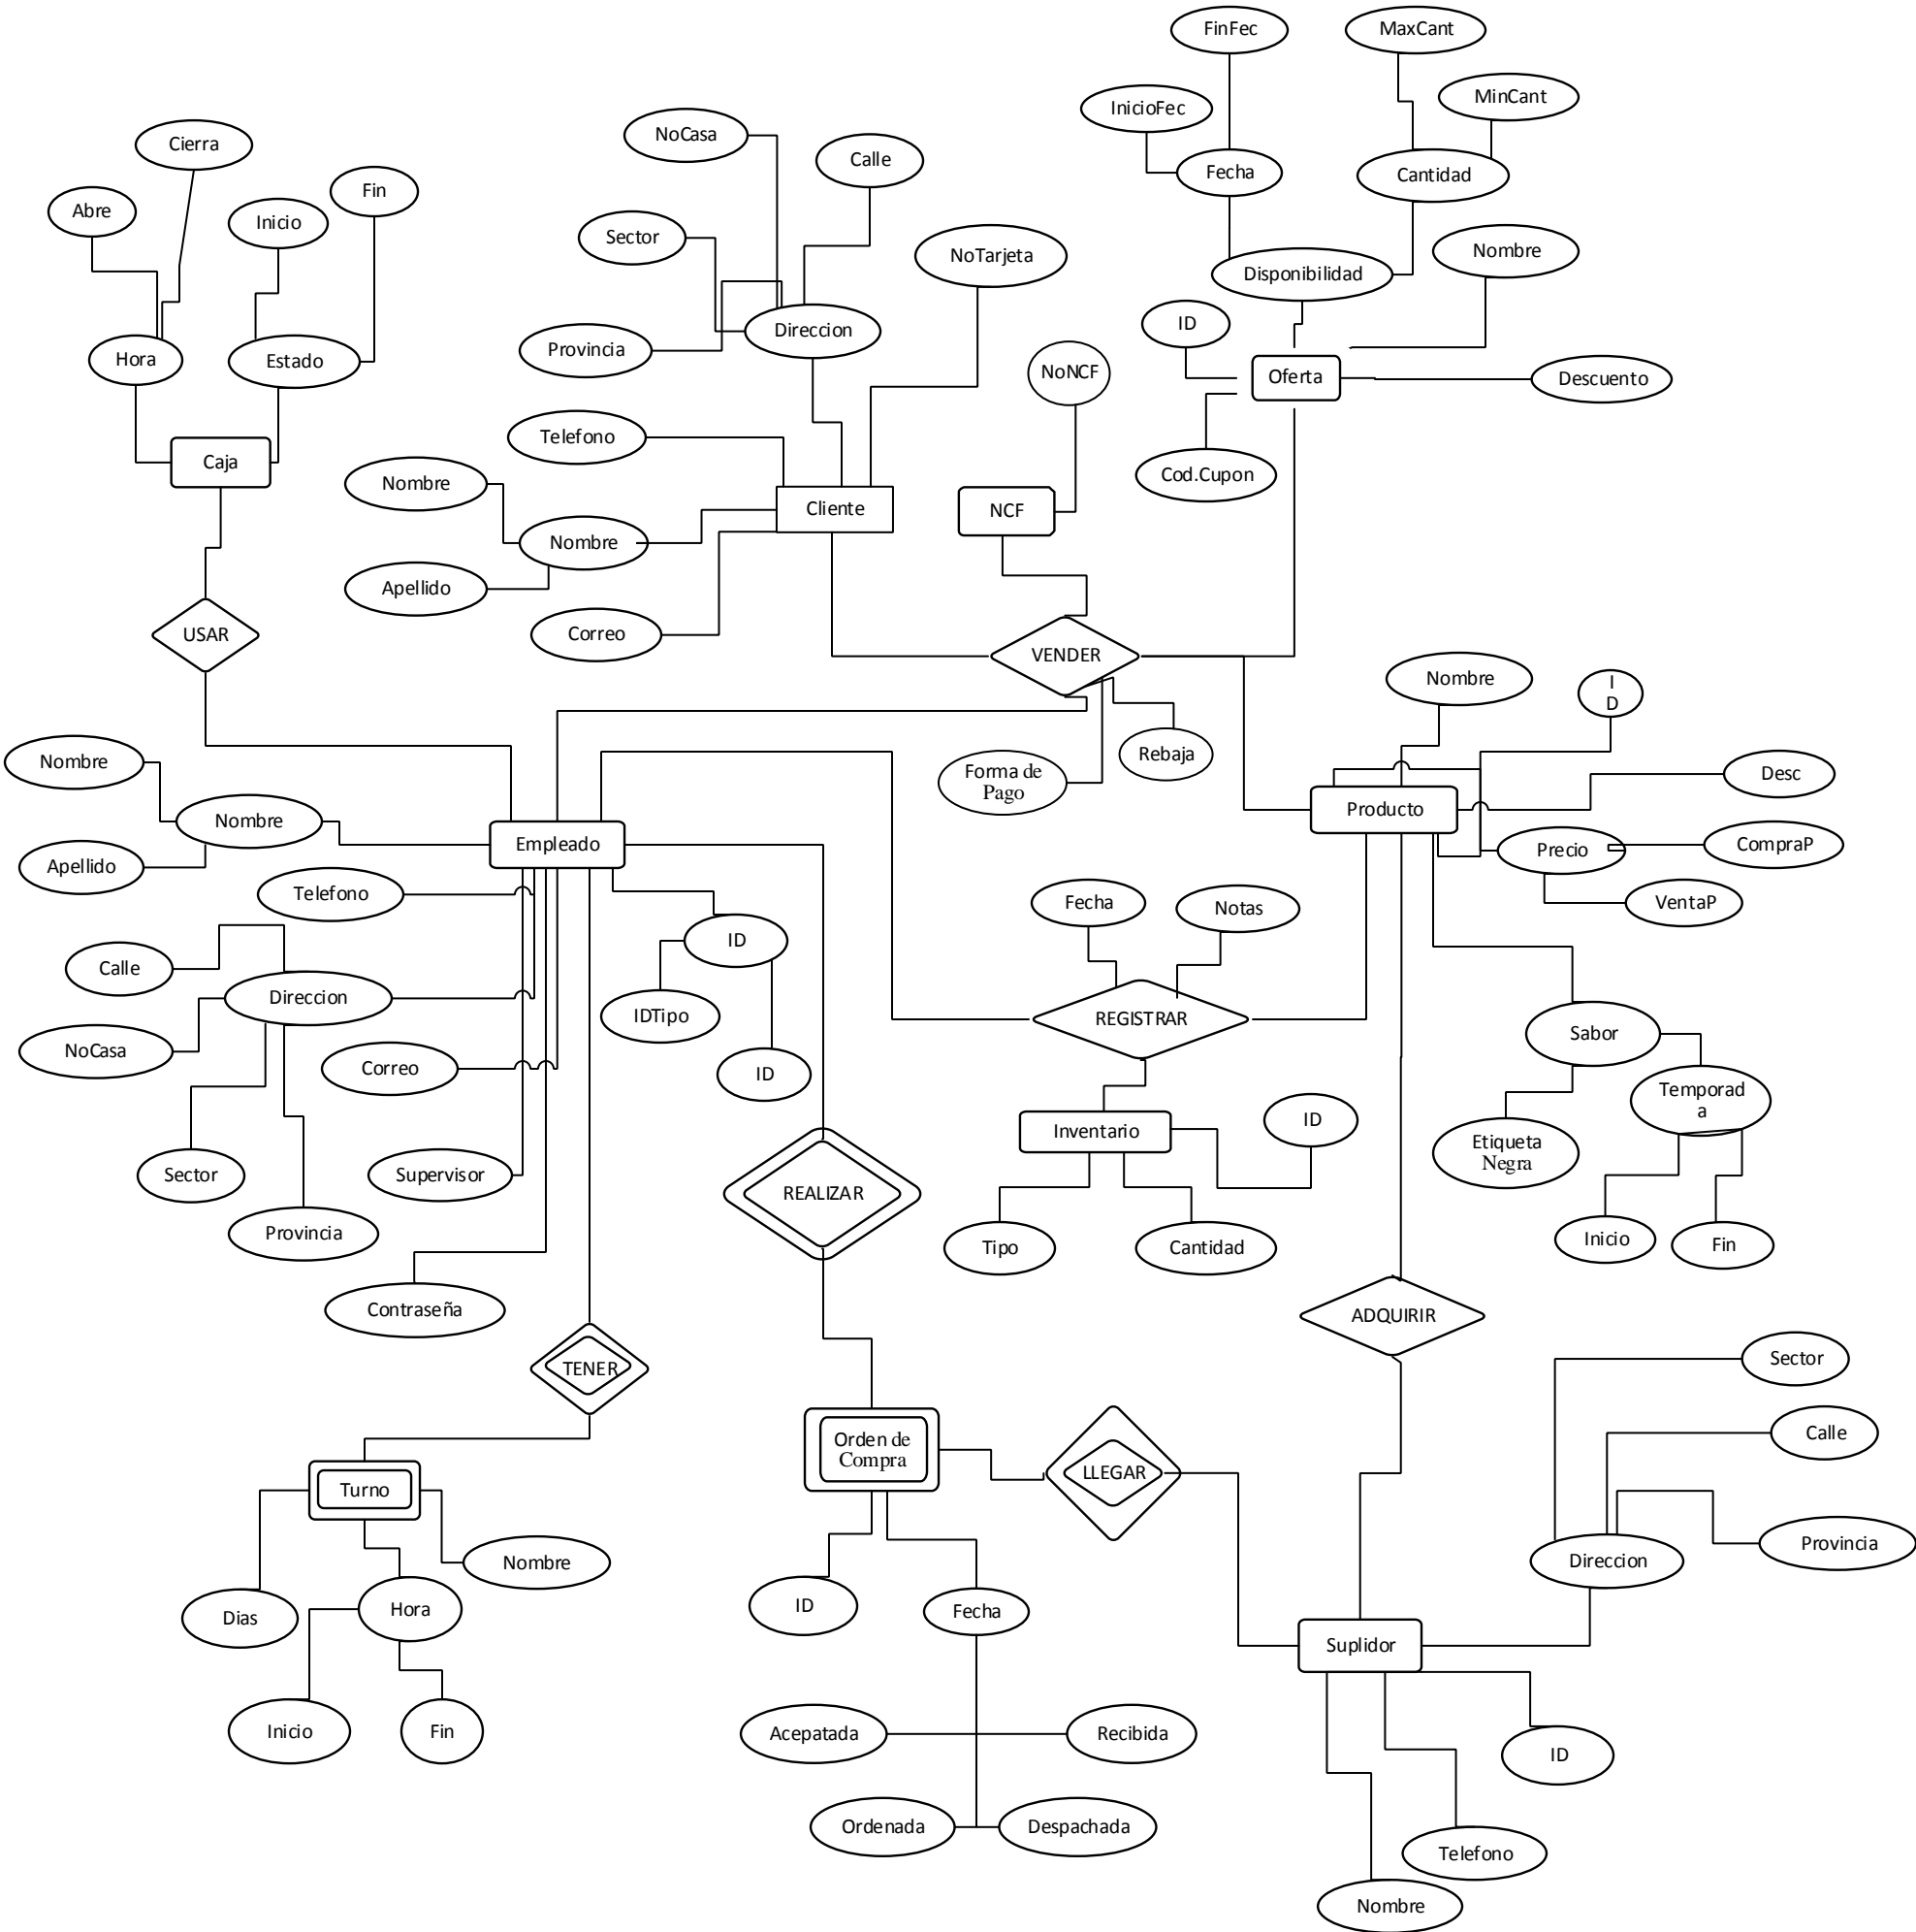 FinFec
MaxCant
MinCant
InicioFec
NoCasa
Cierra
Calle
Fecha
Cantidad
Fin
Abre
Inicio
Sector
NoTarjeta
Nombre
Disponibilidad
ID
Direccion
Provincia
Hora
Estado
NoNCF
Oferta
Descuento
Telefono
Caja
Nombre
Cod.Cupon
Cliente
NCF
Nombre
Apellido
Correo
USAR
VENDER
Nombre
I
D
Nombre
Rebaja
Forma de
Pago
Desc
Producto
Nombre
Empleado
Precio
CompraP
Apellido
Telefono
Fecha
Notas
VentaP
ID
Calle
Direccion
IDTipo
REGISTRAR
Sabor
NoCasa
Correo
ID
Temporad
a
Inventario
ID
Etiqueta
Negra
Sector
Supervisor
REALIZAR
Provincia
Tipo
Cantidad
Inicio
Fin
Contraseña
ADQUIRIR
TENER
Sector
Calle
Orden de
Compra
LLEGAR
Turno
Nombre
Provincia
Direccion
Dias
Hora
ID
Fecha
Suplidor
Inicio
Fin
Acepatada
Recibida
ID
Ordenada
Despachada
Telefono
Nombre